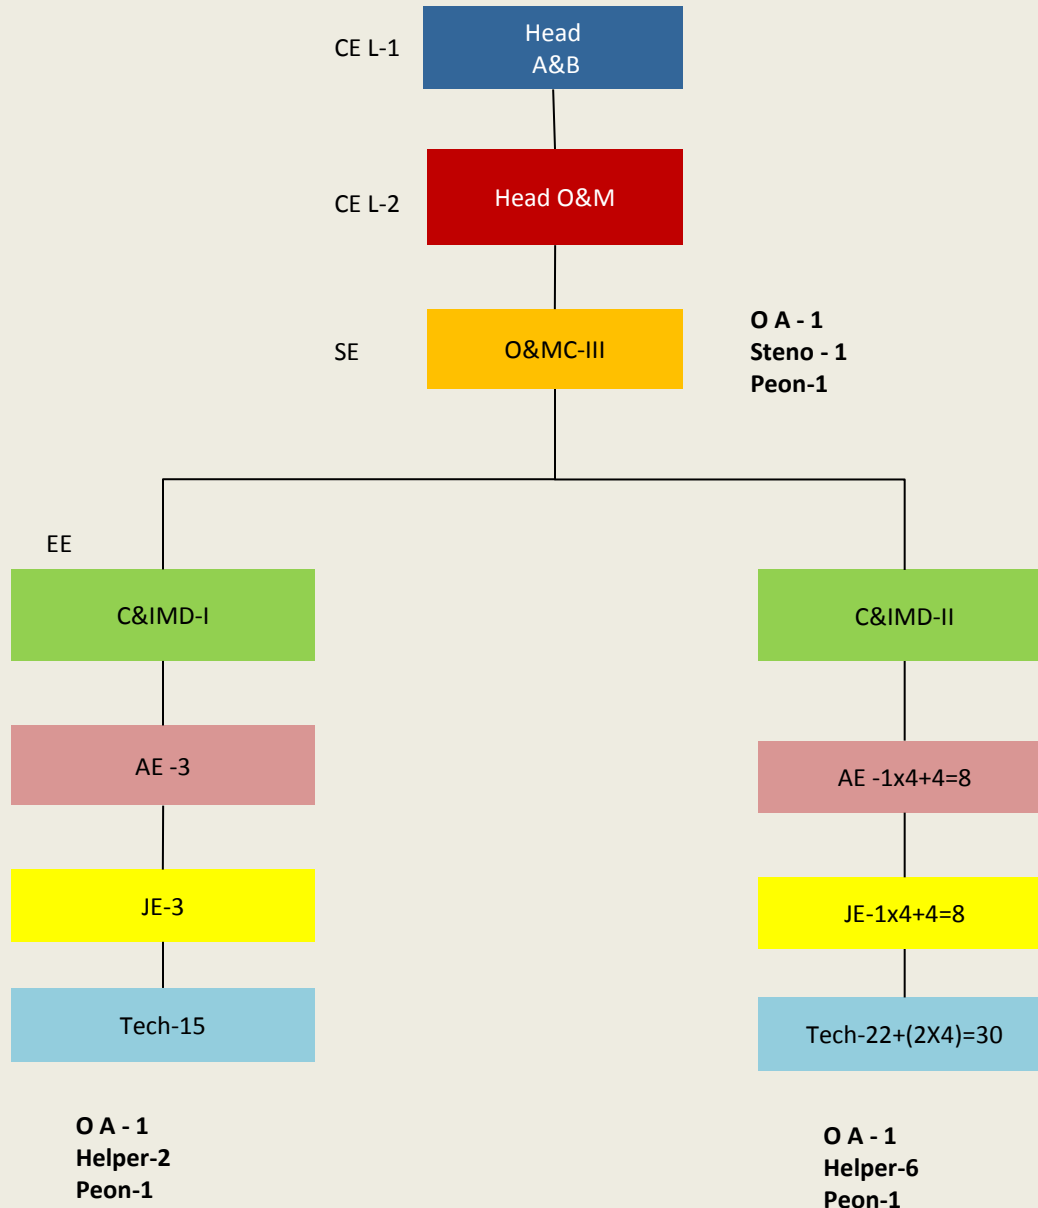 CE L-1
Head
A&B
CE L-2
Head O&M
SE
O&MC-III
O A - 1
Steno - 1
Peon-1
EE
C&IMD-I
C&IMD-II
AE -3
AE -1x4+4=8
JE-3
JE-1x4+4=8
Tech-15
Tech-22+(2X4)=30
O A - 1
Helper-2
Peon-1
O A - 1
Helper-6
Peon-1